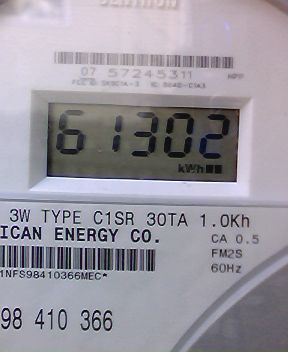 CENTRON
07 57245311
61302
kWh
3W TYPE C1SR 30TA 1.0Kh
ICAN ENERGY CO.
CA 0.5
FM2S
60Hz
1NFS98410366MEC*
98 410 366